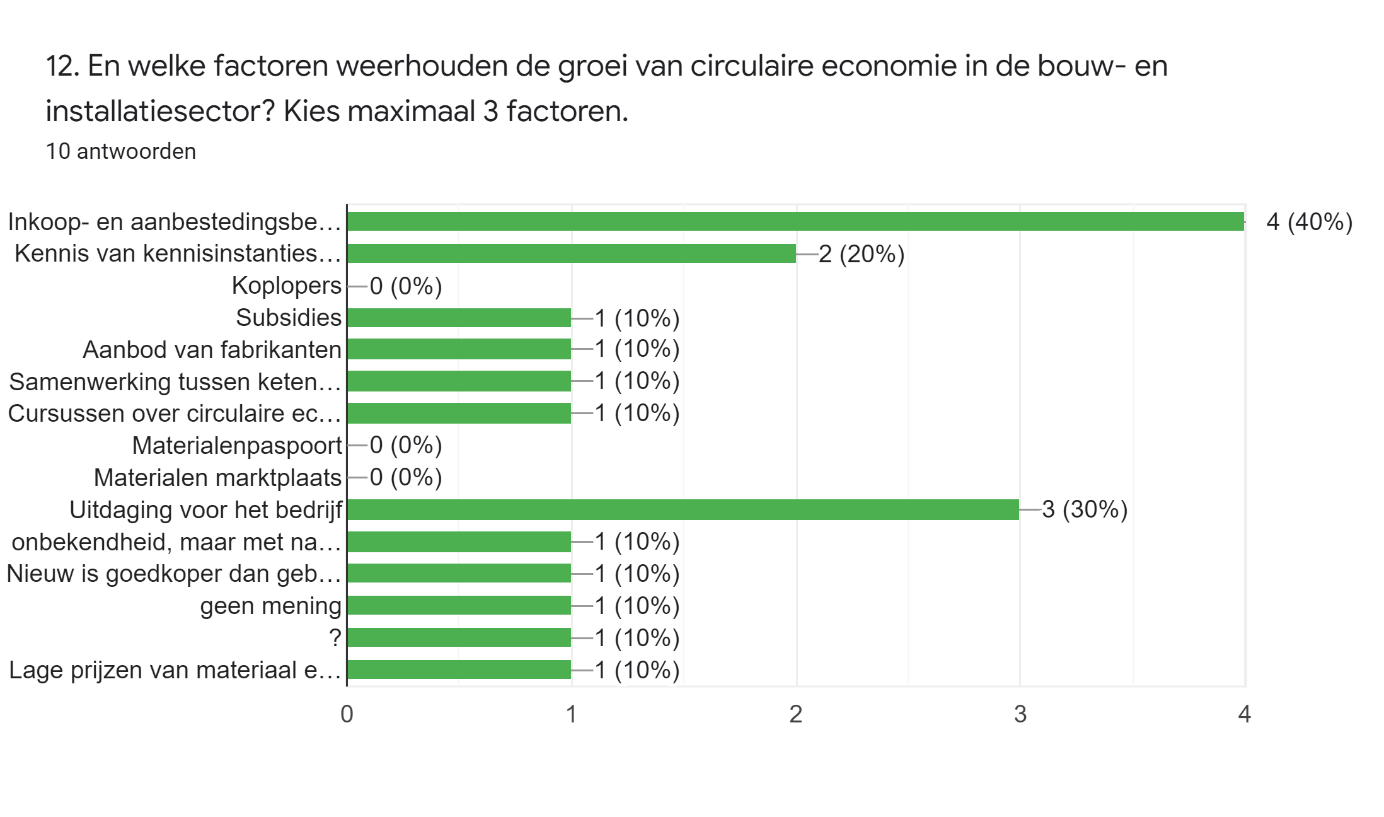 12. En welke factoren weerhouden de groei van circulaire economie in de bouw- en
installatiesector? Kies maximaal 3 factoren.
10 antwoorden
Inkoop- en aanbestedingsbe… 4 (40%)
Kennis van kennisinstanties… 2 (20%)
Koplopers 0 (0%)
Subsidies 1 (10%)
Aanbod van fabrikanten 1 (10%)
Samenwerking tussen keten… 1 (10%)
Cursussen over circulaire ec… 1 (10%)
Materialenpaspoort 0 (0%)
Materialen marktplaats 0 (0%)
Uitdaging voor het bedrijf 3 (30%)
onbekendheid, maar met na… 1 (10%)
Nieuw is goedkoper dan geb… 1 (10%)
geen mening 1 (10%)
? 1 (10%)
Lage prijzen van materiaal e… 1 (10%)
0 1 2 3 4